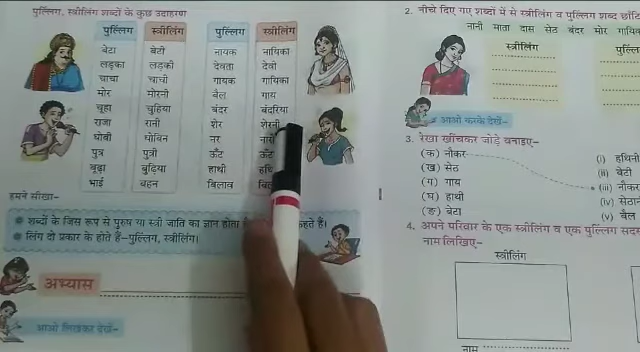 पुल्लिंग, स्त्रीलिंग शब्दों के कुछ उदाहरण
पुल्लिंग स्त्रीलिंग पुल्लिंग स्त्रीलिंग
बेटा बेटी नायक नायिका
लड़का लड़की देवता देवी
चाचा चाची गायक गायिका
मोर मोरनी बैल गाय
चूहा चुहिया बंदर बंदरिया
राजा रानी शेर शेरनी
धोबी धोबिन नर
पुत्र पुत्री ऊँट
बूढ़ा बुढ़िया हाथी
भाई बहन बिलाव
हमने सीखा–
शब्दों के जिस रूप से पुरुष या स्त्री जाति का ज्ञान होता हैं।
लिंग दो प्रकार के होते हैं–पुल्लिंग, स्त्रीलिंग।
अभ्यास
आओ लिखकर देखें–
2. नीचे दिए गए शब्दों में से स्त्रीलिंग व पुल्लिंग शब्द
नानी माता दास सेठ बंदर मोर
स्त्रीलिंग
आओ करके देखें–
3. रेखा खींचकर जोड़े बनाइए–
(क) नौकर (i) हथिनी
(ख) सेठ (ii) बेटी
(ग) गाय (iii)
(घ) हाथी (iv)
(ङ) बेटा (v) बैल
4. अपने परिवार के एक स्त्रीलिंग व एक पुल्लिंग
नाम लिखिए–
स्त्रीलिंग
नाम